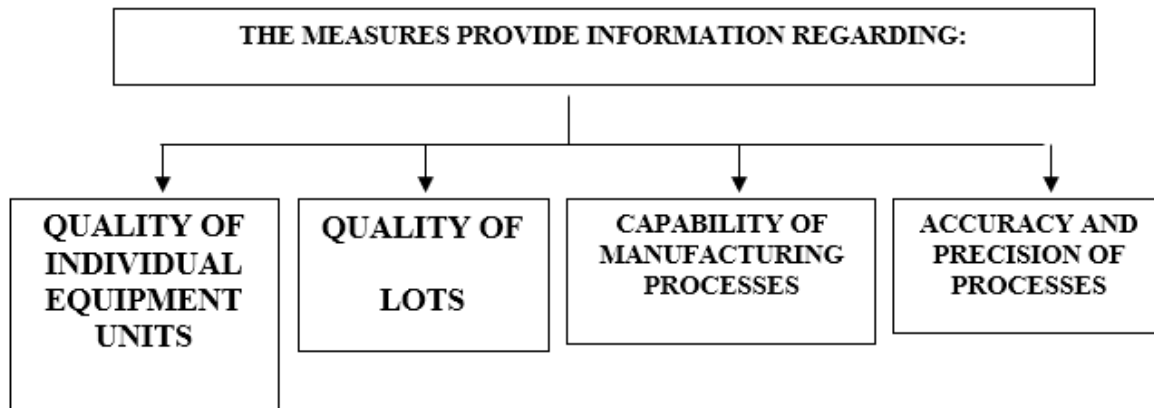 THE MEASURES PROVIDE INFORMATION REGARDING:
QUALITY OF
INDIVIDUAL
EQUIPMENT
UNITS
QUALITY OF
LOTS
CAPABILITY OF
MANUFACTURING
PROCESSES
ACCURACY AND
PRECISION OF
PROCESSES